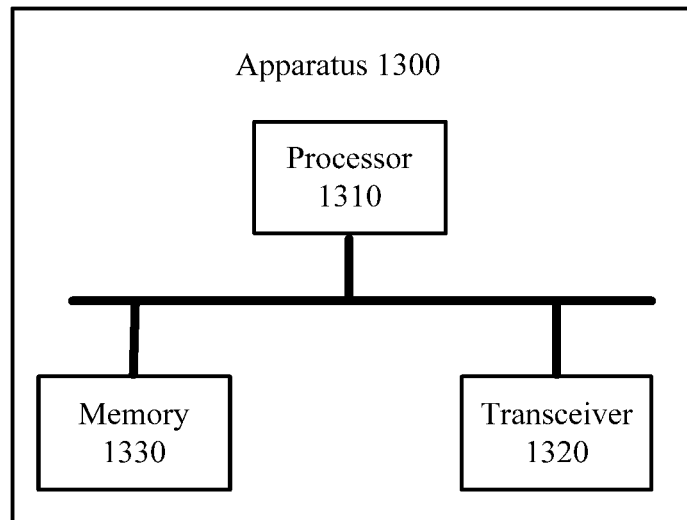 Apparatus 1300
Processor
1310
Memory
1330
Transceiver
1320